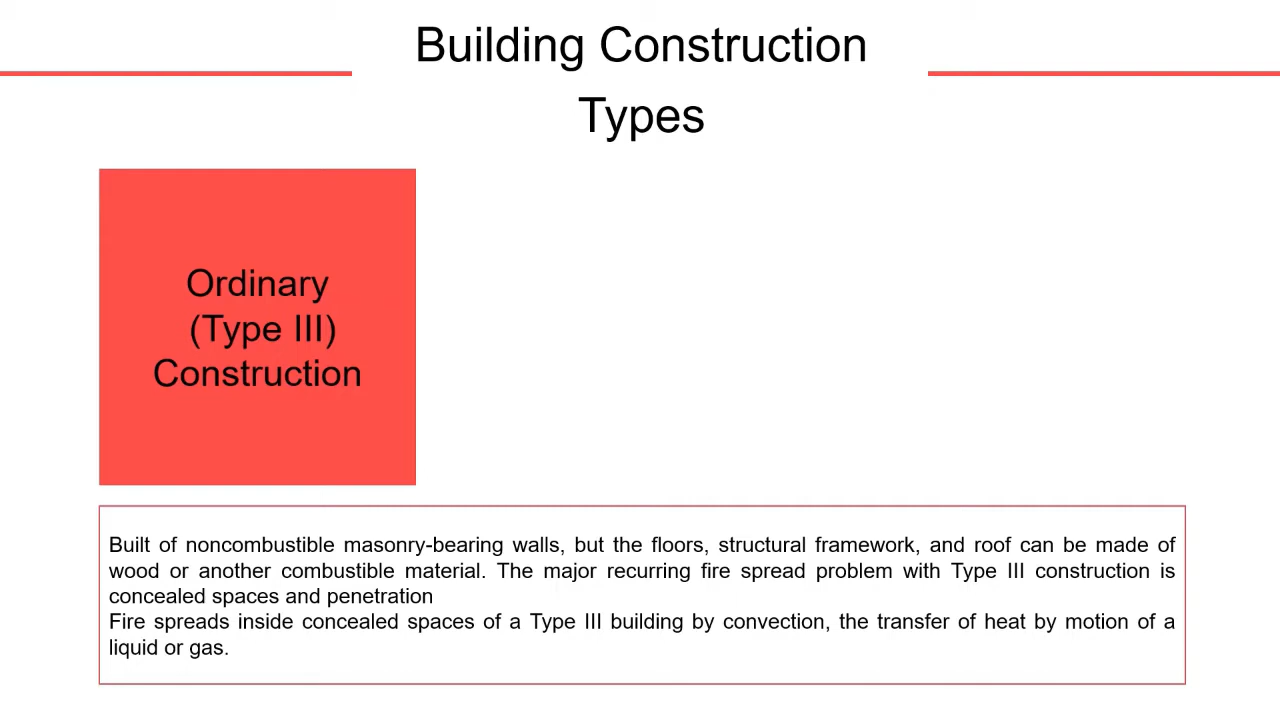 Building Construction
Types
Ordinary
(Type III)
Construction
Built of noncombustible masonry-bearing walls, but the floors, structural framework, and roof can be made of
wood or another combustible material. The major recurring fire spread problem with Type III construction is
concealed spaces and penetration
Fire spreads inside concealed spaces of a Type III building by convection, the transfer of heat by motion of a
liquid or gas.